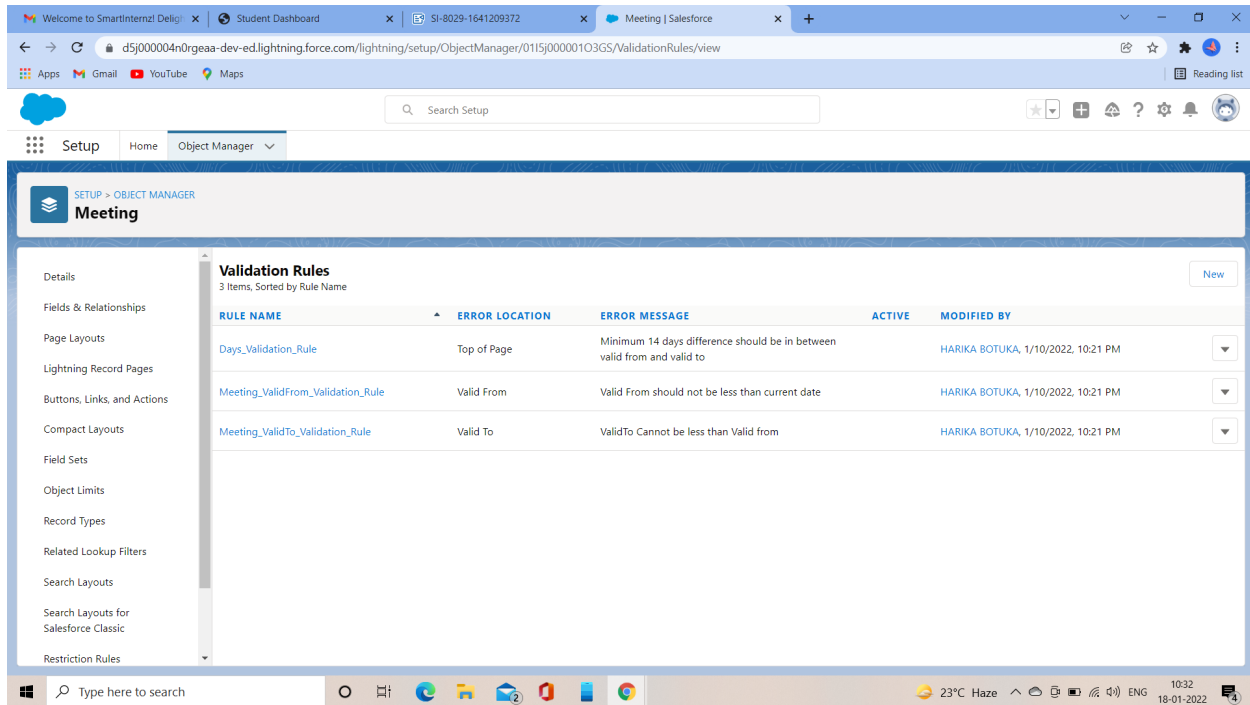 Welcome to SmartInternz! Deligh
Student Dashboard
SI-8029-1641209372
Meeting | Salesforce
d5j000004n0rgeaa-dev-ed.lightning.force.com/lightning/setup/ObjectManager/01I5j000001O3GS/ValidationRules/view
Apps
Gmail
YouTube
Maps
Reading list
Search Setup
Setup
Home
Object Manager
SETUP > OBJECT MANAGER
Meeting
Details
Fields & Relationships
Page Layouts
Lightning Record Pages
Buttons, Links, and Actions
Compact Layouts
Field Sets
Object Limits
Record Types
Related Lookup Filters
Search Layouts
Search Layouts for
Salesforce Classic
Restriction Rules
Validation Rules
3 Items, Sorted by Rule Name
New
RULE NAME ERROR LOCATION ERROR MESSAGE ACTIVE MODIFIED BY
Days_Validation_Rule Top of Page Minimum 14 days difference should be in between
valid from and valid to
HARIKA BOTUKA, 1/10/2022, 10:21 PM
Meeting_ValidFrom_Validation_Rule Valid From Valid From should not be less than current date HARIKA BOTUKA, 1/10/2022, 10:21 PM
Meeting_ValidTo_Validation_Rule Valid To ValidTo Cannot be less than Valid from HARIKA BOTUKA, 1/10/2022, 10:21 PM
Type here to search
2
23°C Haze
ENG
10:32
18-01-2022
4